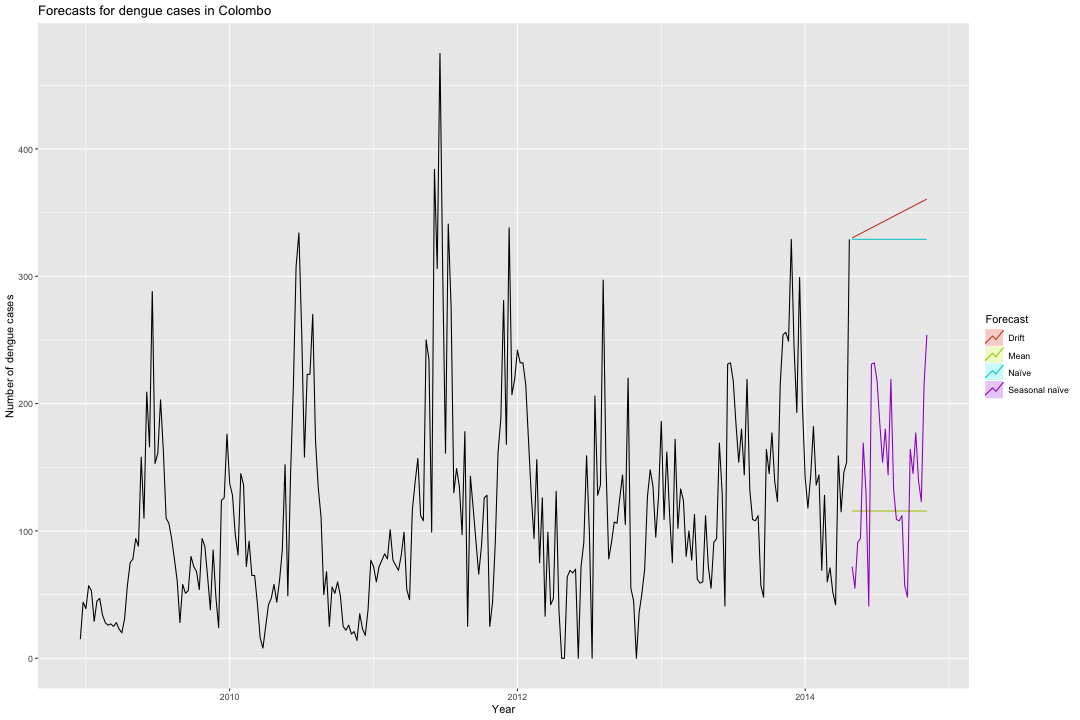 Forecasts for dengue cases in Colombo
Number of dengue cases
400
300
200
100
0
2010
2012
2014
Year
Forecast
Drift
Mean
Naïve
Seasonal naïve